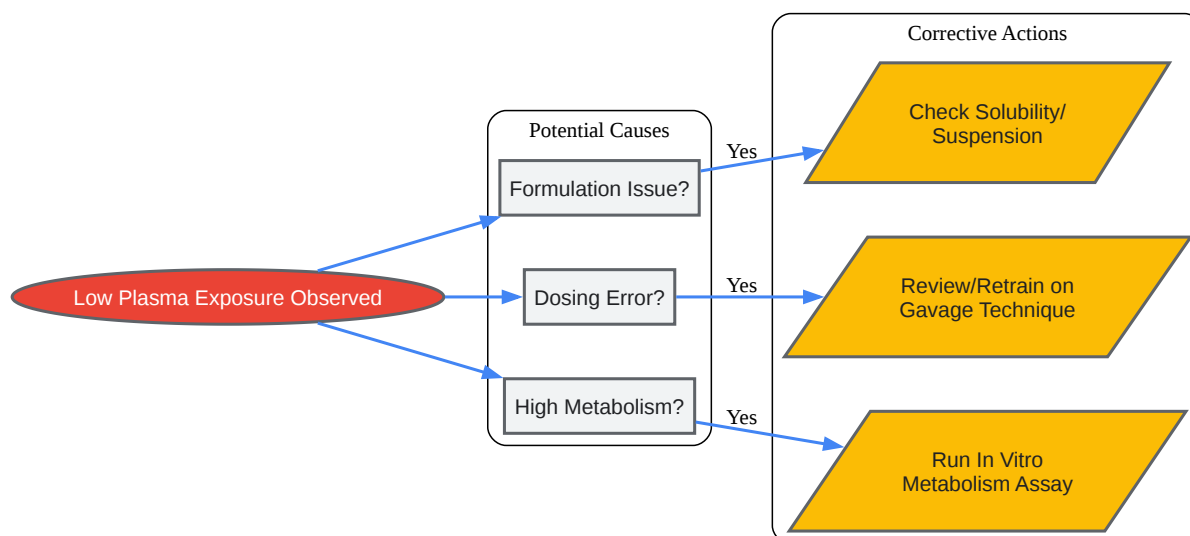 Corrective Actions
Check Solubility/
Suspension
Potential Causes
Yes
Formulation Issue?
Low Plasma Exposure Observed
Dosing Error?
Yes
Review/Retrain on
Gavage Technique
High Metabolism?
Yes
Run In Vitro
Metabolism Assay